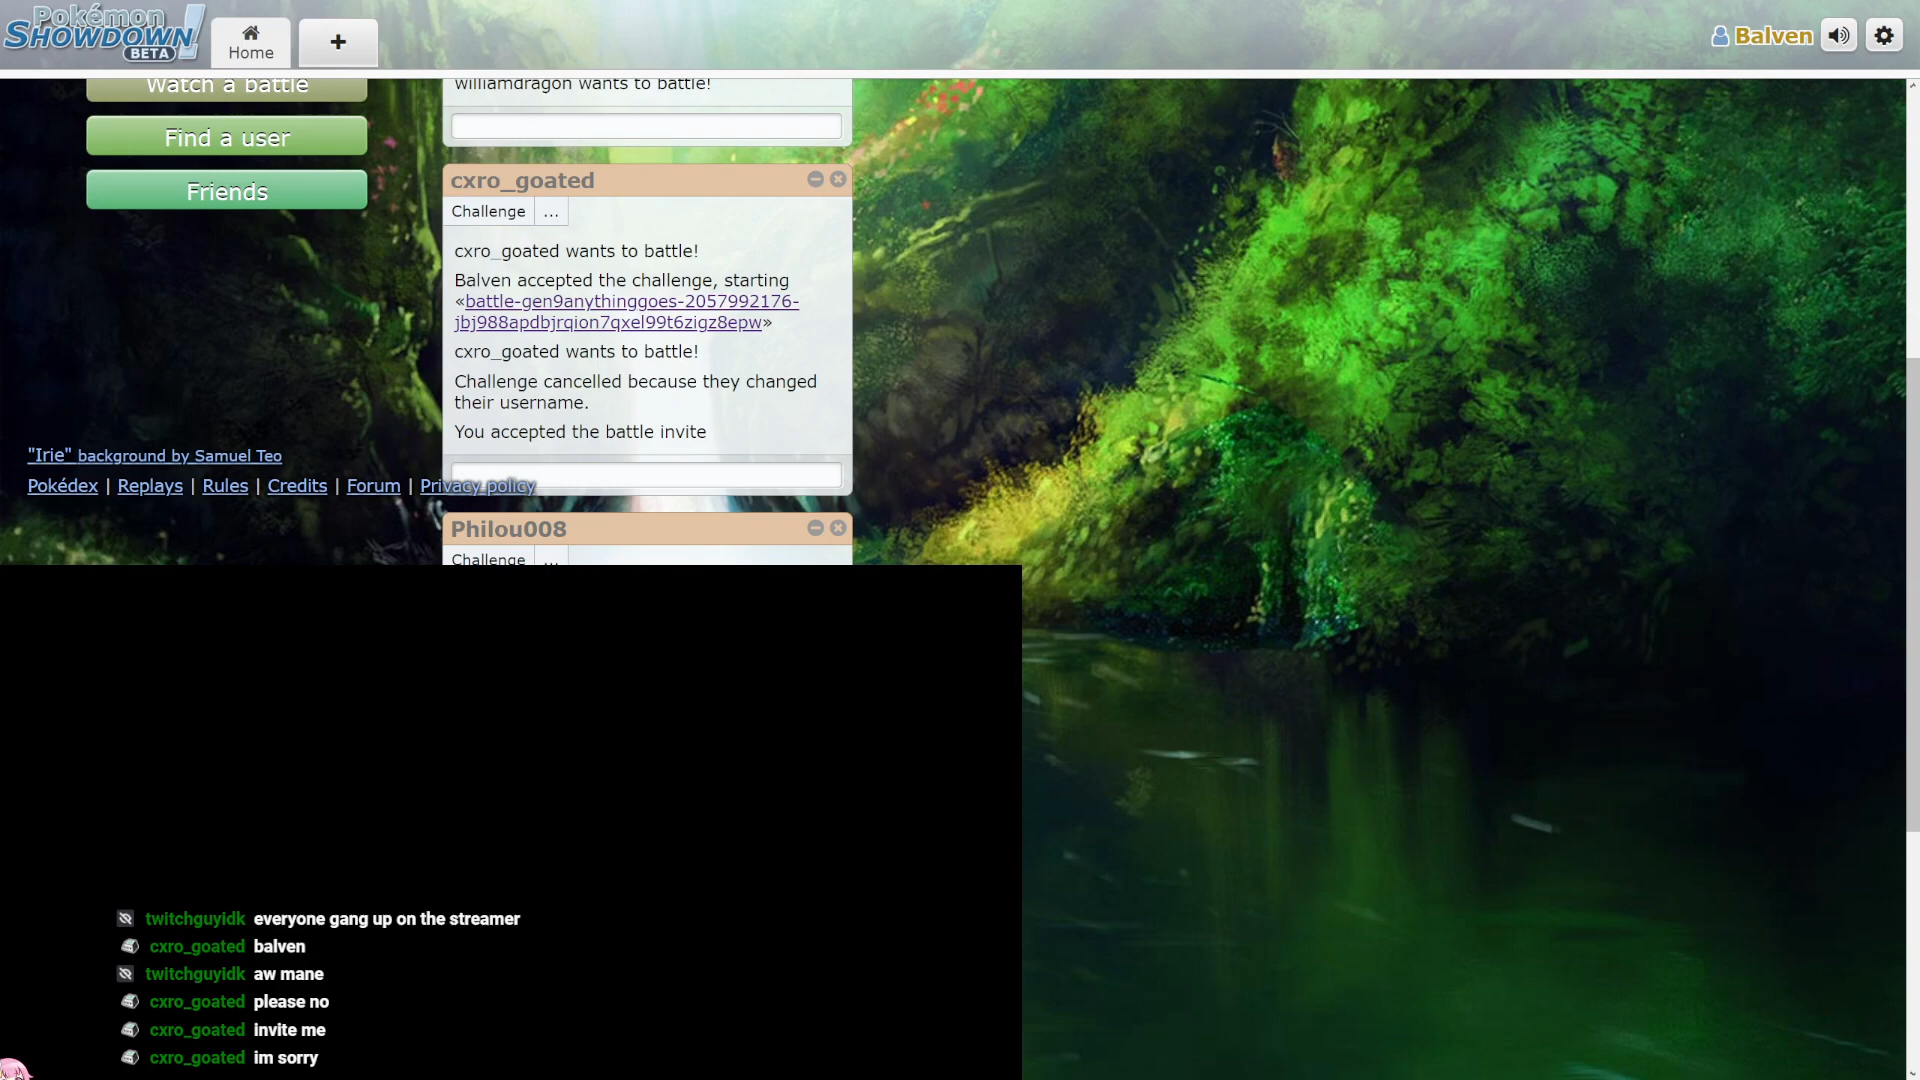 Pokémon
SHOWDOWN!
BETA
Home
+
Balven
Watch a battle
Find a user
Friends
williamdragon wants to battle!
cxro_goated
Challenge ...
cxro_goated wants to battle!
Balven accepted the challenge, starting
«battle-gen9anythinggoes-2057992176-
jbj988apdbjrqion7qxel99t6zigz8epw»
cxro_goated wants to battle!
Challenge cancelled because they changed
their username.
You accepted the battle invite
"Irie" background by Samuel Teo
Pokédex | Replays | Rules | Credits | Forum | Privacy policy
Philou008
Challenge ...
twitchguyidk everyone gang up on the streamer
cxro_goated balven
twitchguyidk aw mane
cxro_goated please no
cxro_goated invite me
cxro_goated im sorry